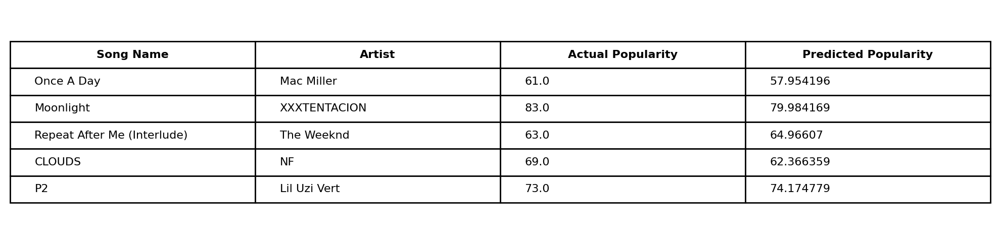 Song Name Artist Actual Popularity Predicted Popularity
Once A Day Mac Miller 61.0 57.954196
Moonlight XXXTENTACION 83.0 79.984169
Repeat After Me (Interlude) The Weeknd 63.0 64.96607
CLOUDS NF 69.0 62.366359
P2 Lil Uzi Vert 73.0 74.174779